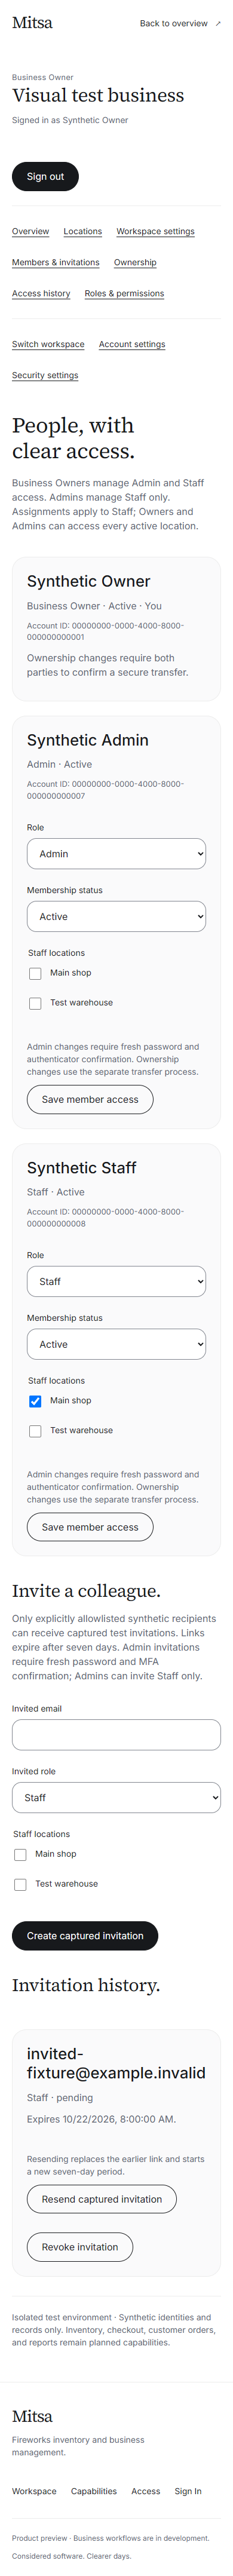 Mitsa
Back to overview ↗
Business Owner
Visual test business
Signed in as Synthetic Owner
Sign out
Overview Locations Workspace settings
Members & invitations Ownership
Access history Roles & permissions
Switch workspace Account settings
Security settings
People, with
clear access.
Business Owners manage Admin and Staff
access. Admins manage Staff only.
Assignments apply to Staff; Owners and
Admins can access every active location.
Synthetic Owner
Business Owner · Active · You
Account ID: 00000000-0000-4000-8000-
000000000001
Ownership changes require both
parties to confirm a secure transfer.
Synthetic Admin
Admin · Active
Account ID: 00000000-0000-4000-8000-
000000000007
Role
Admin
Membership status
Active
Staff locations
Main shop
Test warehouse
Admin changes require fresh password and
authenticator confirmation. Ownership
changes use the separate transfer process.
Save member access
Synthetic Staff
Staff · Active
Account ID: 00000000-0000-4000-8000-
000000000008
Role
Staff
Membership status
Active
Staff locations
Main shop
Test warehouse
Admin changes require fresh password and
authenticator confirmation. Ownership
changes use the separate transfer process.
Save member access
Invite a colleague.
Only explicitly allowlisted synthetic recipients
can receive captured test invitations. Links
expire after seven days. Admin invitations
require fresh password and MFA
confirmation; Admins can invite Staff only.
Invited email
Invited role
Staff
Staff locations
Main shop
Test warehouse
Create captured invitation
Invitation history.
invited-
fixture@example.invalid
Staff · pending
Expires 10/22/2026, 8:00:00 AM.
Resending replaces the earlier link and starts
a new seven-day period.
Resend captured invitation
Revoke invitation
Isolated test environment · Synthetic identities and
records only. Inventory, checkout, customer orders,
and reports remain planned capabilities.
Mitsa
Fireworks inventory and business
management.
Workspace Capabilities Access Sign In
Product preview · Business workflows are in development.
Considered software. Clearer days.